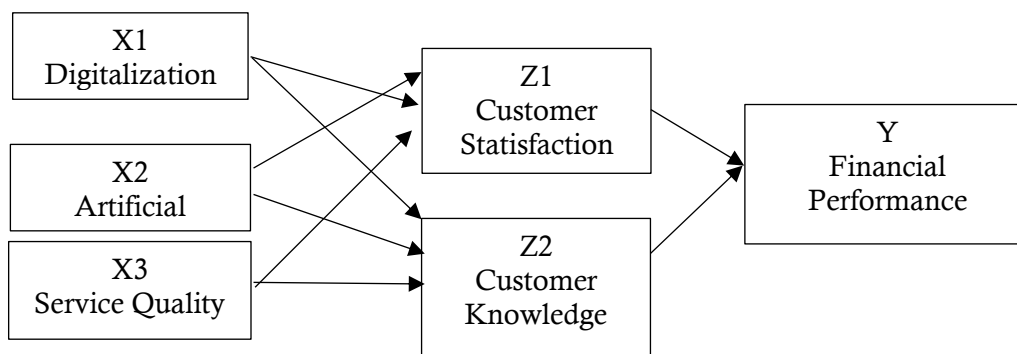 X1
Digitalization
X2
Artificial
X3
Service Quality
Z1
Customer
Statisfaction
Z2
Customer
Knowledge
Y
Financial
Performance